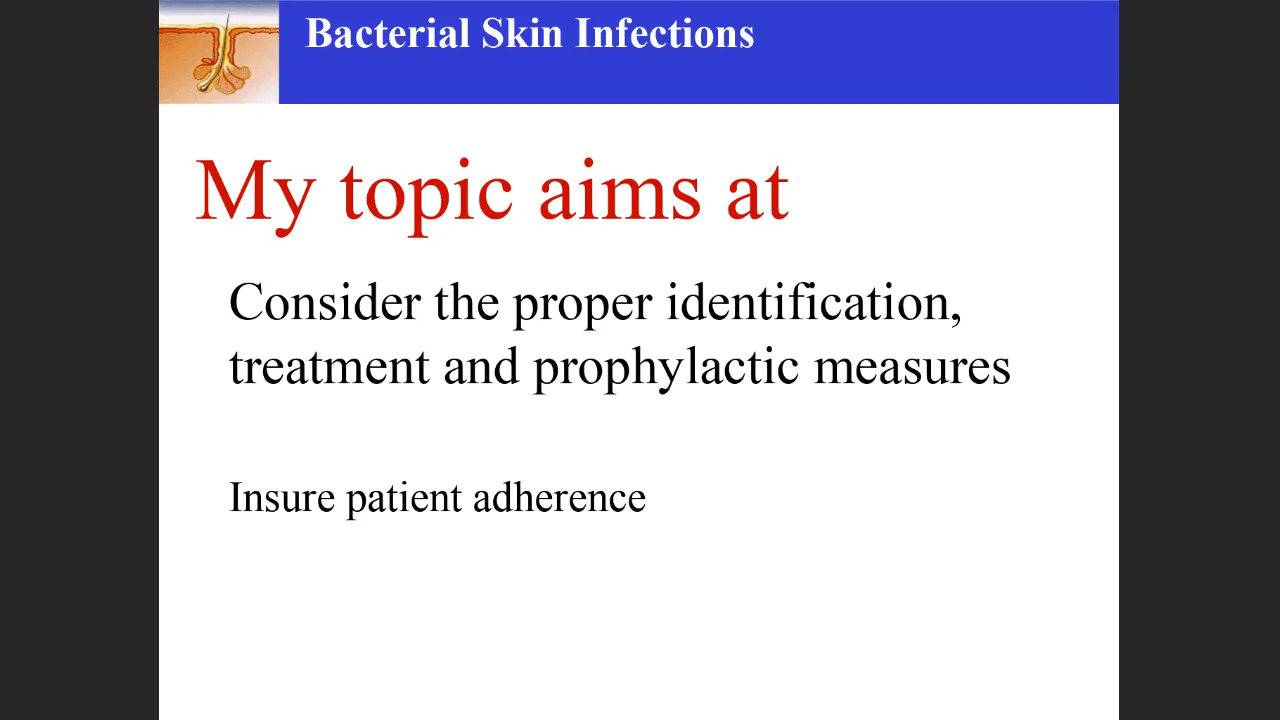 Bacterial Skin Infections
My topic aims at
Consider the proper identification,
treatment and prophylactic measures
Insure patient adherence